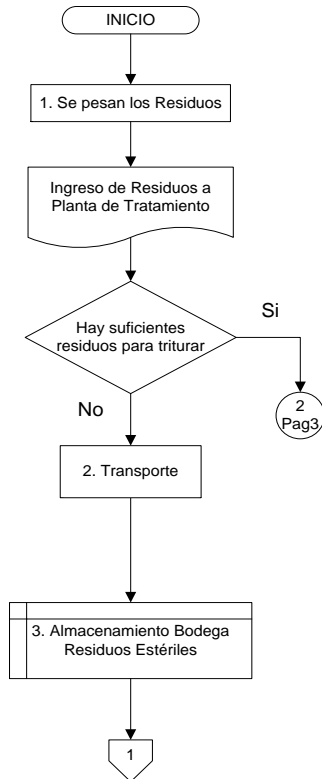 INICIO
1. Se pesan los Residuos
Ingreso de Residuos a
Planta de Tratamiento
Hay suficientes
residuos para triturar
Si
2
Pag3
No
2. Transporte
3. Almacenamiento Bodega
Residuos Estériles
1